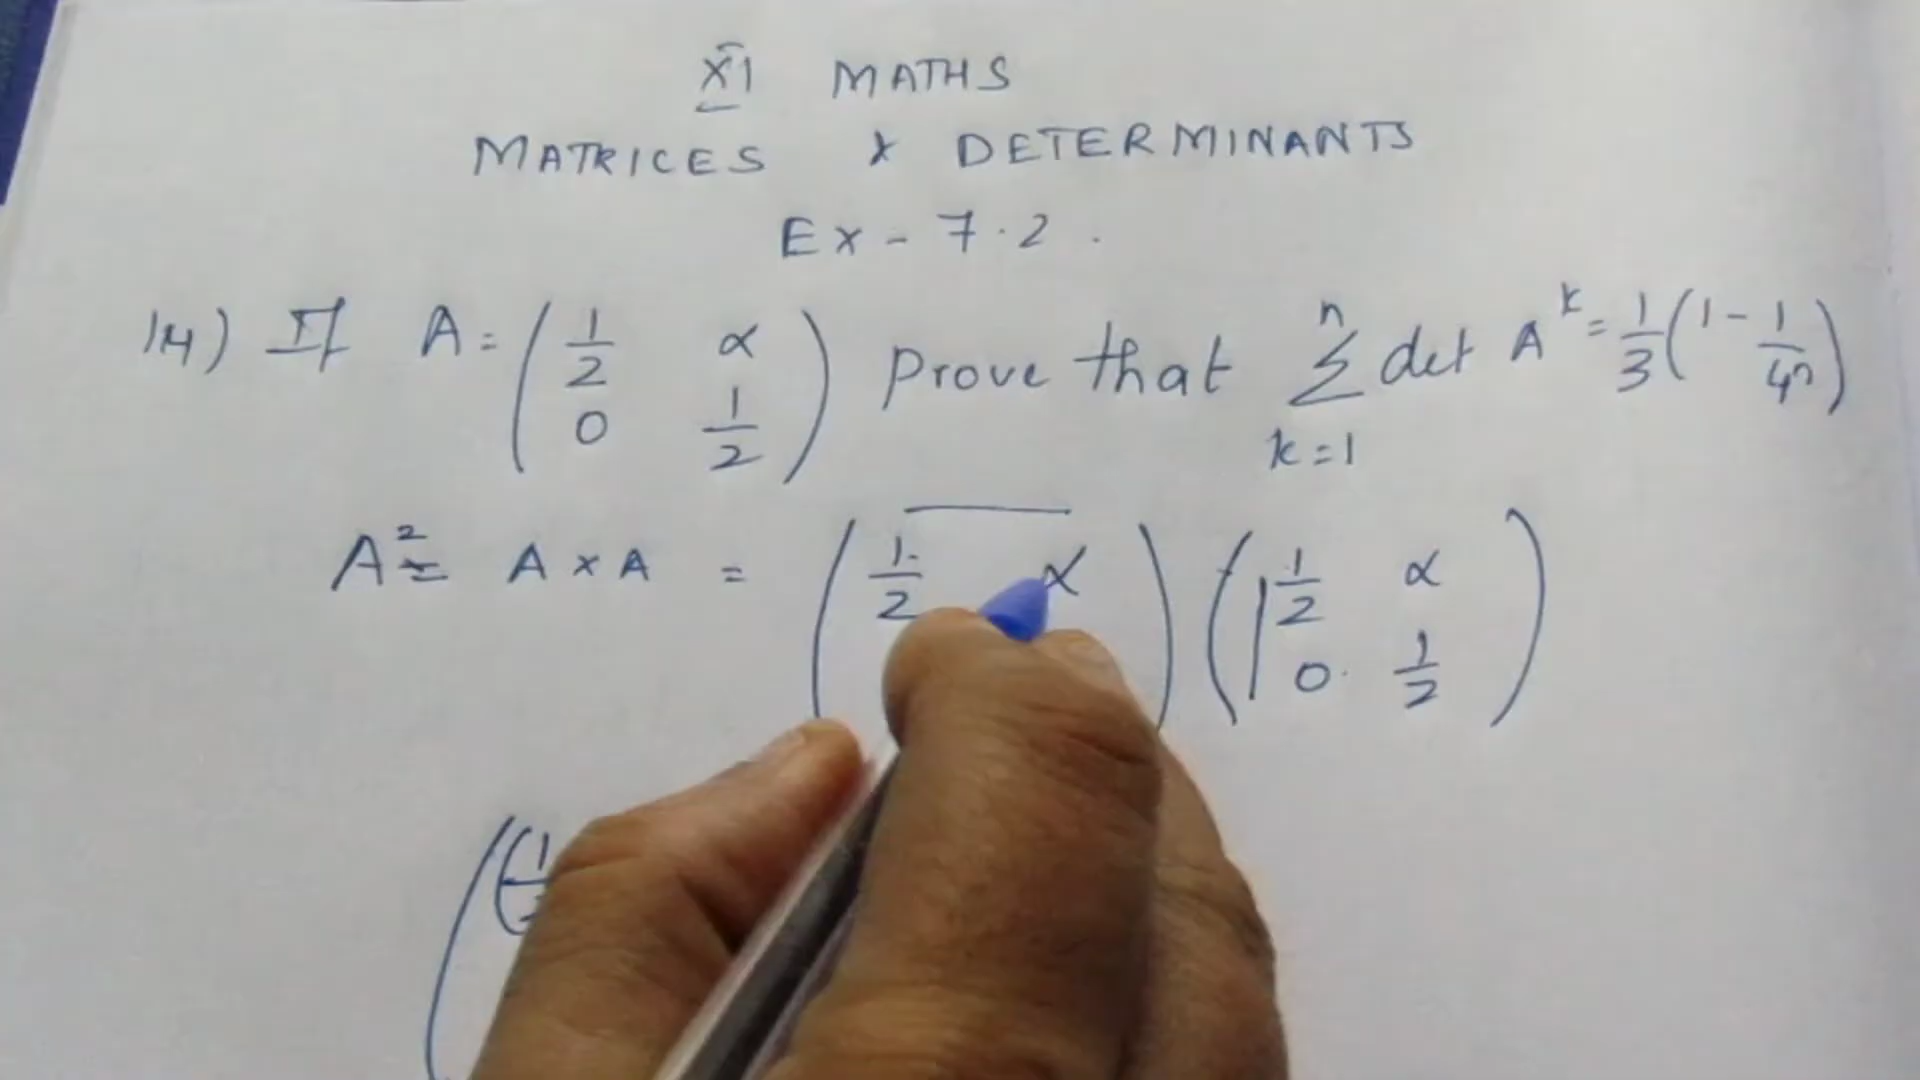 XI MATHS
MATRICES & DETERMINANTS
Ex - 7.2.
14) If A = ( 1/2 α ) Prove that n Σ k=1 det A^k = 1/3 (1 - 1/4^n)
0 1/2
A² = A × A = ( 1/2 α ) ( 1/2 α )
0 1/2